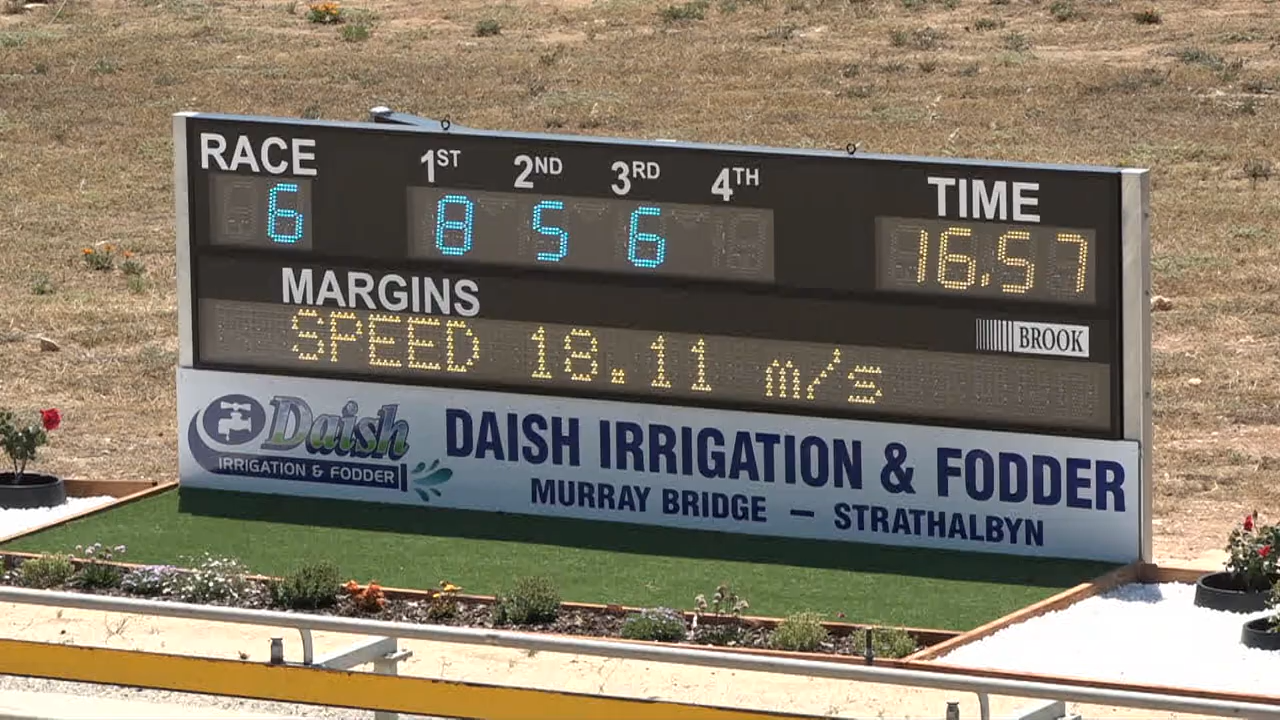 RACE 1ST 2ND 3RD 4TH TIME
6 8 5 6 16.57
MARGINS
BROOK
SPEED 18.11 m/s
Daish
IRRIGATION & FODDER
DAISH IRRIGATION & FODDER
MURRAY BRIDGE – STRATHALBYN